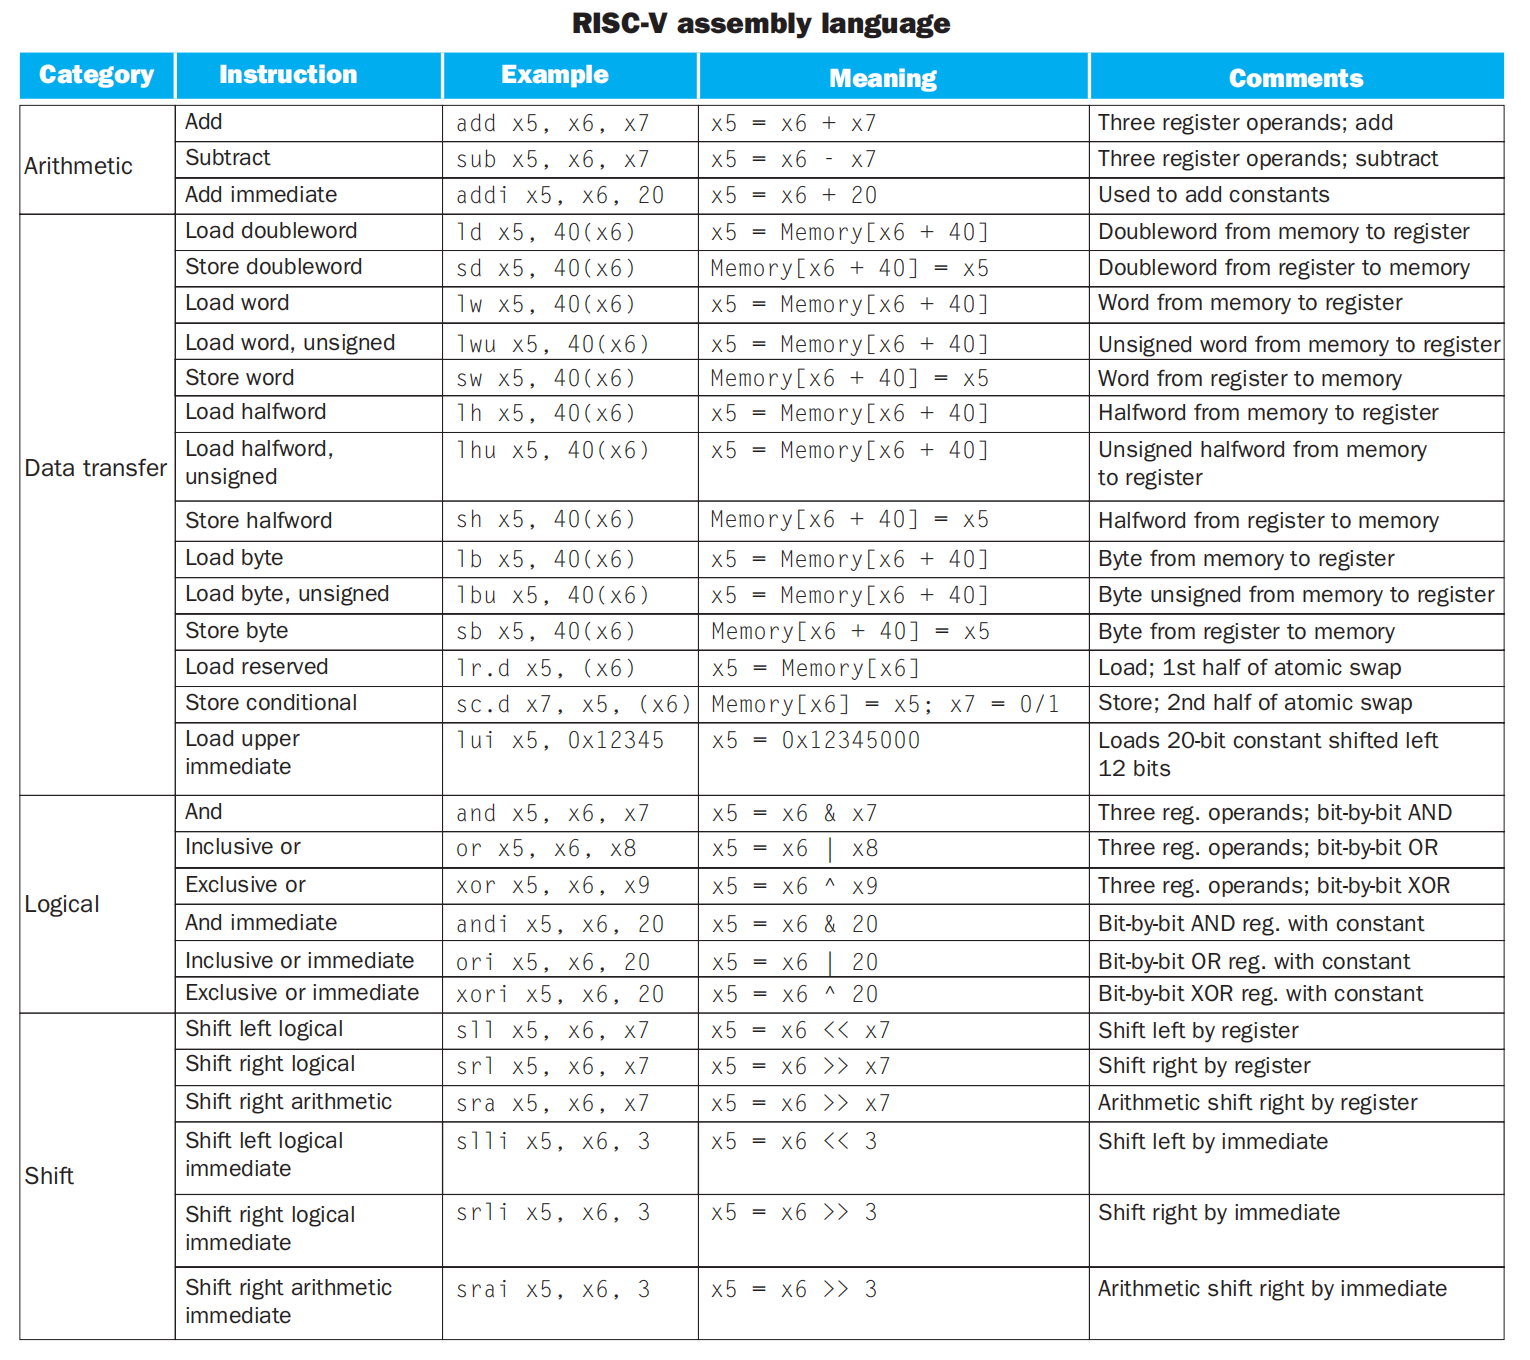 RISC-V assembly language
Category Instruction Example Meaning Comments
Arithmetic
Add add x5, x6, x7 x5 = x6 + x7 Three register operands; add
Subtract sub x5, x6, x7 x5 = x6 - x7 Three register operands; subtract
Add immediate addi x5, x6, 20 x5 = x6 + 20 Used to add constants
Data transfer
Load doubleword ld x5, 40(x6) x5 = Memory[x6 + 40] Doubleword from memory to register
Store doubleword sd x5, 40(x6) Memory[x6 + 40] = x5 Doubleword from register to memory
Load word lw x5, 40(x6) x5 = Memory[x6 + 40] Word from memory to register
Load word, unsigned lwu x5, 40(x6) x5 = Memory[x6 + 40] Unsigned word from memory to register
Store word sw x5, 40(x6) Memory[x6 + 40] = x5 Word from register to memory
Load halfword lh x5, 40(x6) x5 = Memory[x6 + 40] Halfword from memory to register
Load halfword, lhu x5, 40(x6) x5 = Memory[x6 + 40] Unsigned halfword from memory
unsigned to register
Store halfword sh x5, 40(x6) Memory[x6 + 40] = x5 Halfword from register to memory
Load byte lb x5, 40(x6) x5 = Memory[x6 + 40] Byte from memory to register
Load byte, unsigned lbu x5, 40(x6) x5 = Memory[x6 + 40] Byte unsigned from memory to register
Store byte sb x5, 40(x6) Memory[x6 + 40] = x5 Byte from register to memory
Load reserved lr.d x5, (x6) x5 = Memory[x6] Load; 1st half of atomic swap
Store conditional sc.d x7, x5, (x6) Memory[x6] = x5; x7 = 0/1 Store; 2nd half of atomic swap
Load upper lui x5, 0x12345 x5 = 0x12345000 Loads 20-bit constant shifted left
immediate 12 bits
Logical
And and x5, x6, x7 x5 = x6 & x7 Three reg. operands; bit-by-bit AND
Inclusive or or x5, x6, x8 x5 = x6 | x8 Three reg. operands; bit-by-bit OR
Exclusive or xor x5, x6, x9 x5 = x6 ^ x9 Three reg. operands; bit-by-bit XOR
And immediate andi x5, x6, 20 x5 = x6 & 20 Bit-by-bit AND reg. with constant
Inclusive or immediate ori x5, x6, 20 x5 = x6 | 20 Bit-by-bit OR reg. with constant
Exclusive or immediate xori x5, x6, 20 x5 = x6 ^ 20 Bit-by-bit XOR reg. with constant
Shift
Shift left logical sll x5, x6, x7 x5 = x6 << x7 Shift left by register
Shift right logical srl x5, x6, x7 x5 = x6 >> x7 Shift right by register
Shift right arithmetic sra x5, x6, x7 x5 = x6 >> x7 Arithmetic shift right by register
Shift left logical slli x5, x6, 3 x5 = x6 << 3 Shift left by immediate
immediate
Shift right logical srli x5, x6, 3 x5 = x6 >> 3 Shift right by immediate
immediate
Shift right arithmetic srai x5, x6, 3 x5 = x6 >> 3 Arithmetic shift right by immediate
immediate